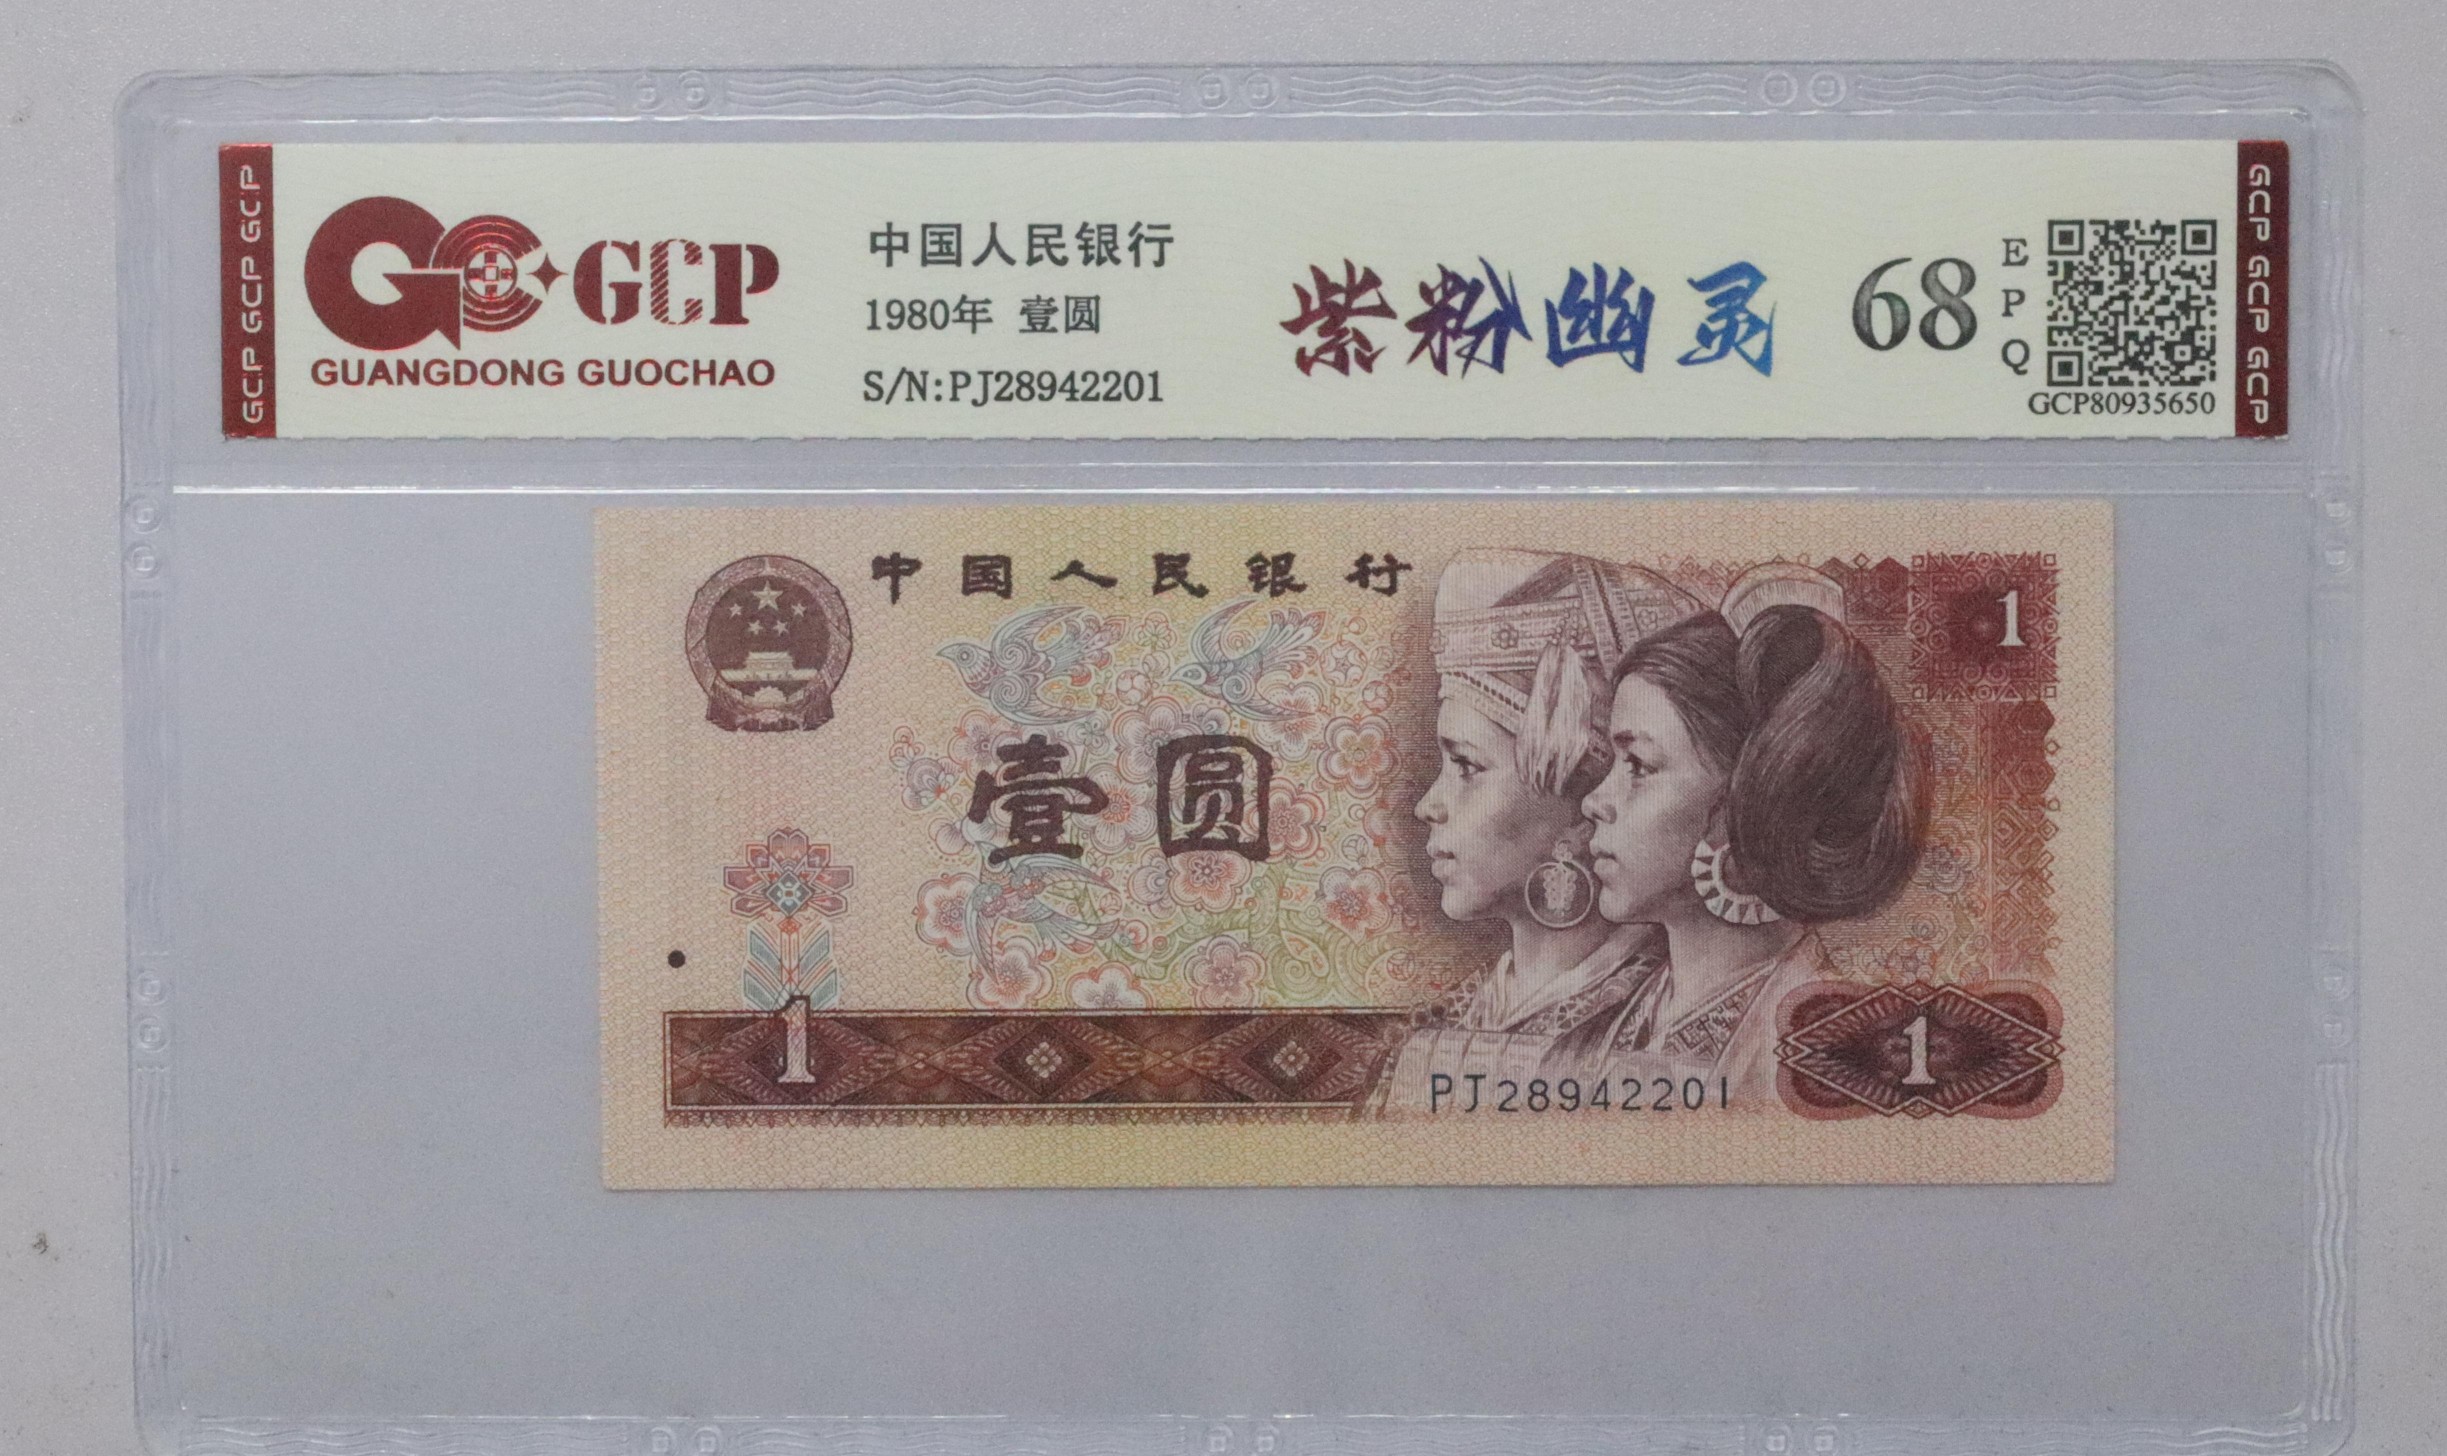 GCP GCP GCP
GCP
GUANGDONG GUOCHAO
中国人民银行
1980年 壹圆
S/N:PJ28942201
紫粉幽灵
68
EPQ
GCP80935650
GCP GCP GCP
中国人民银行
1
壹圆
1
PJ28942201
1